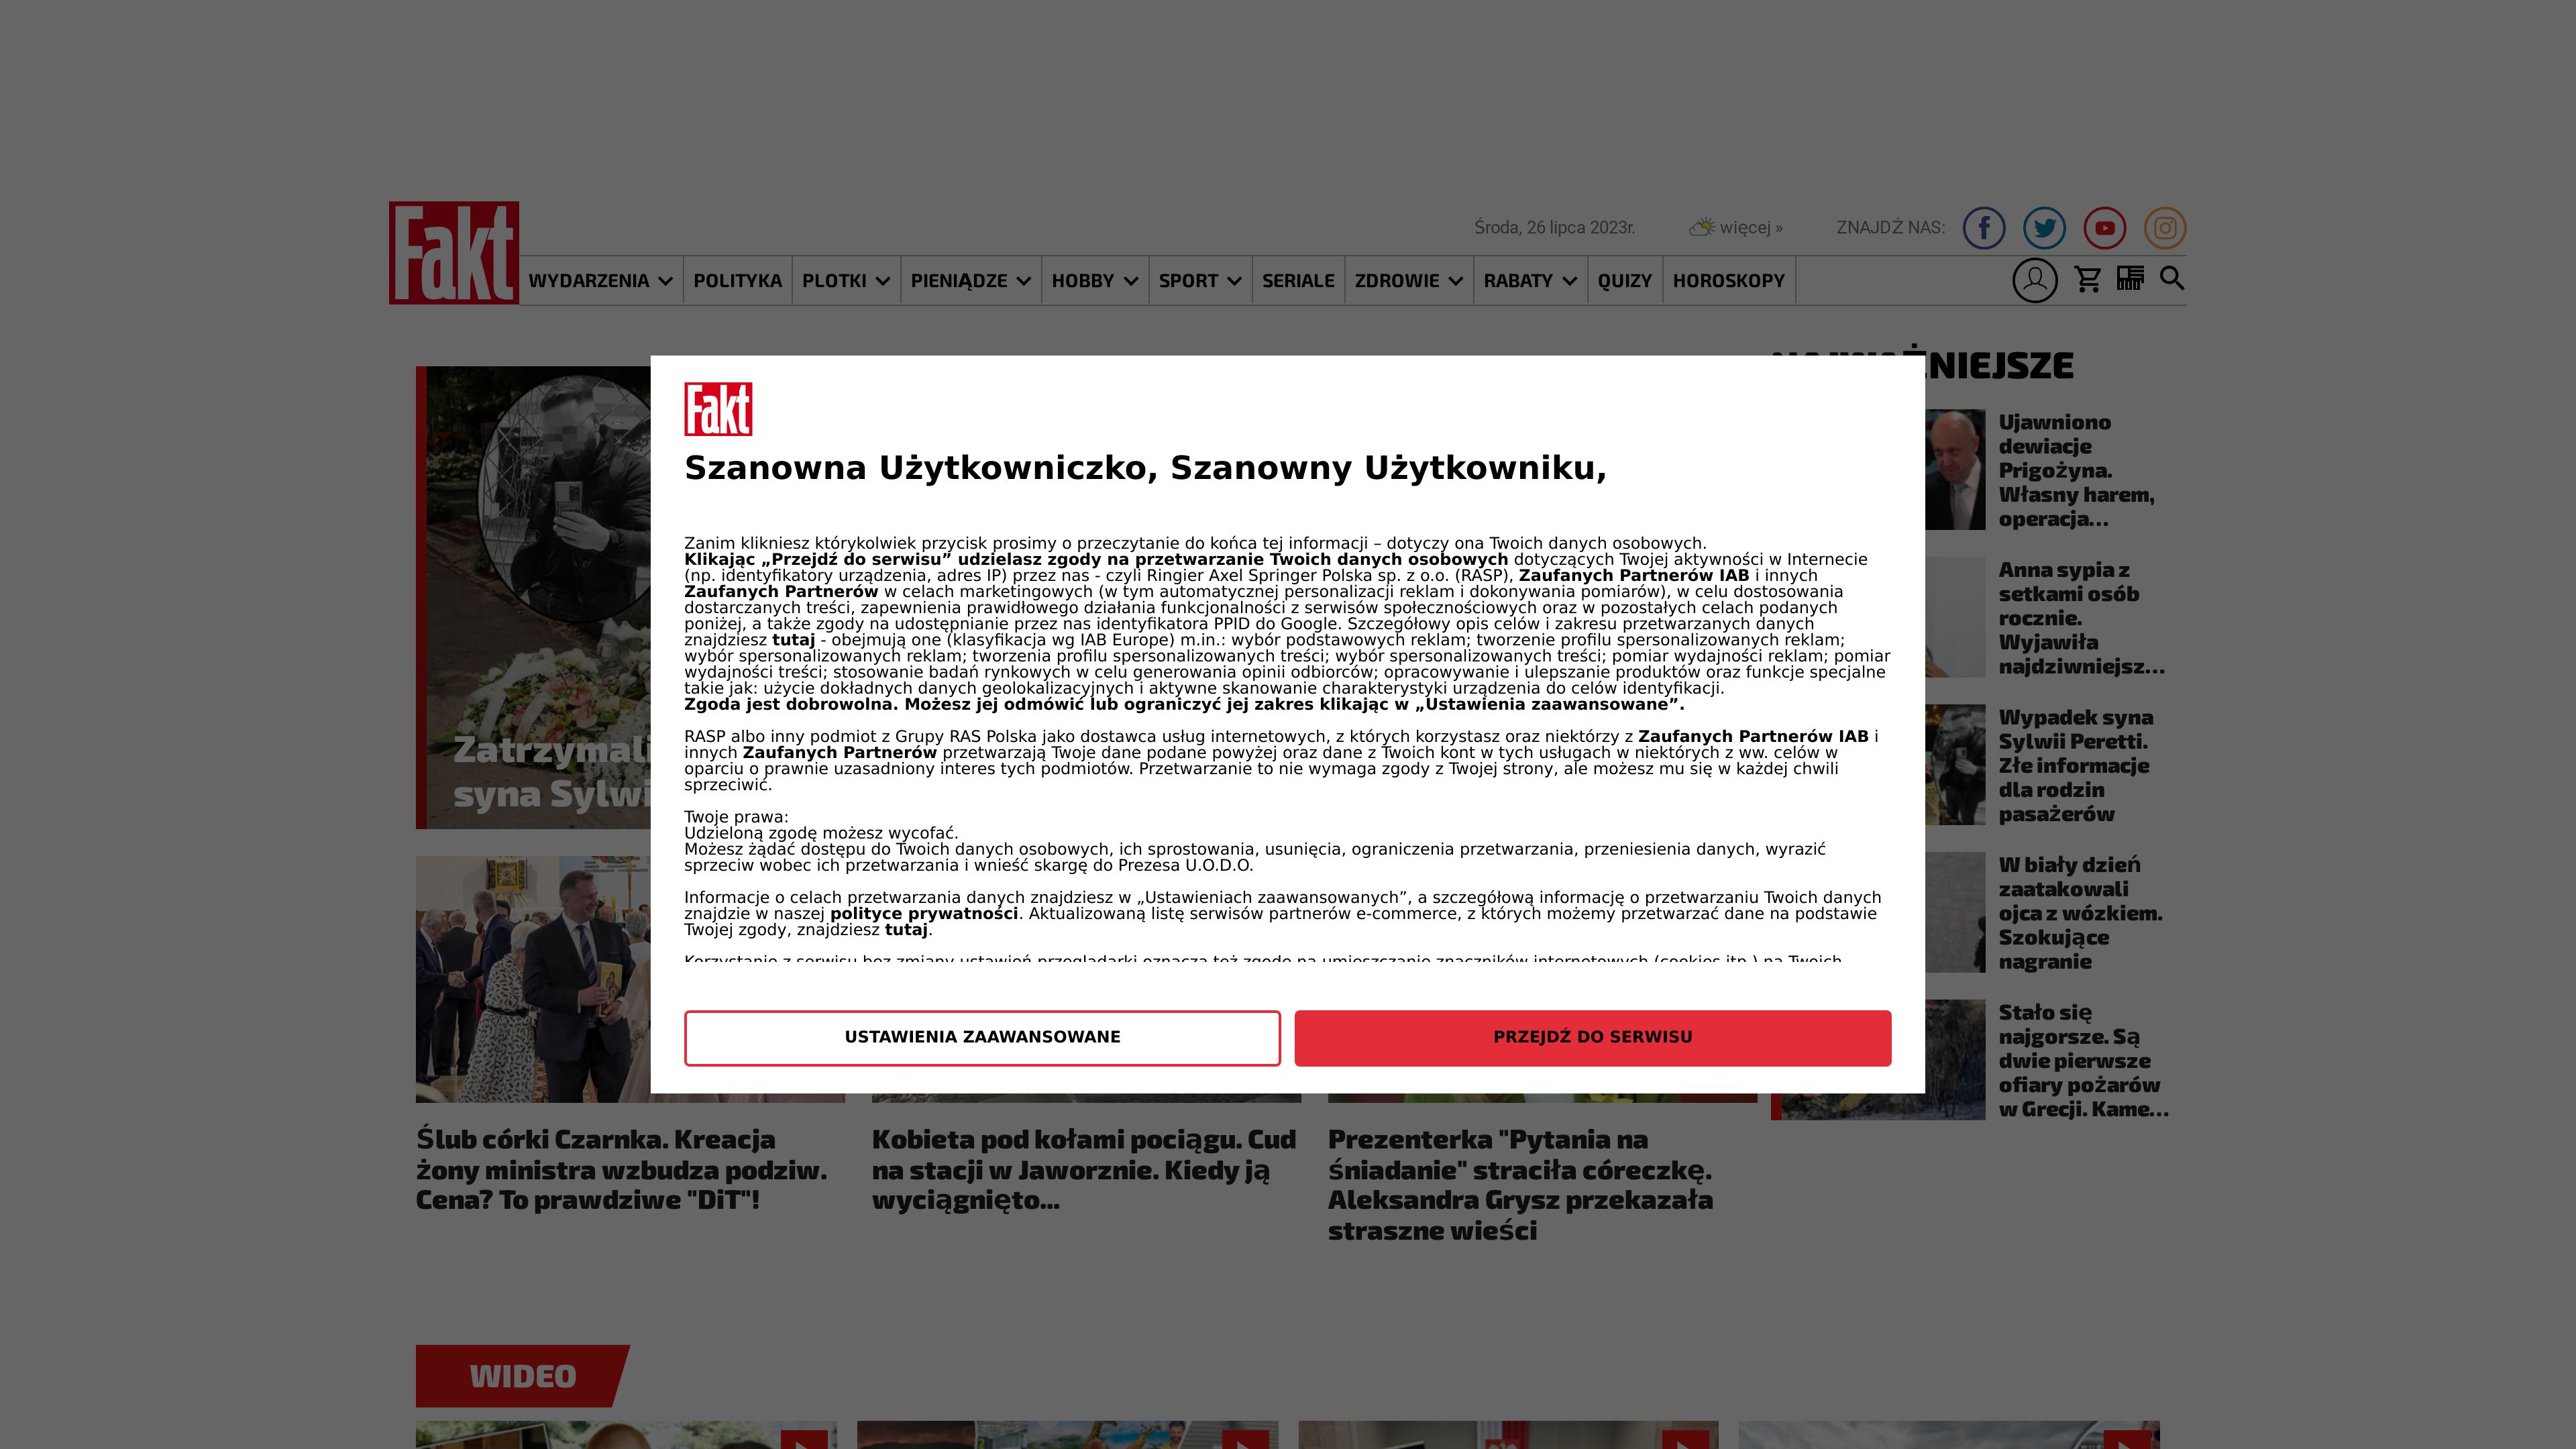 Fakt
Środa, 26 lipca 2023r.
więcej »
ZNAJDŹ NAS:
WYDARZENIA
POLITYKA
PLOTKI
PIENIĄDZE
HOBBY
SPORT
SERIALE
ZDROWIE
RABATY
QUIZY
HOROSKOPY
Zatrzymali
syna Sylwi
Fakt
Szanowna Użytkowniczko, Szanowny Użytkowniku,
Zanim klikniesz którykolwiek przycisk prosimy o przeczytanie do końca tej informacji – dotyczy ona Twoich danych osobowych.
Klikając „Przejdź do serwisu” udzielasz zgody na przetwarzanie Twoich danych osobowych dotyczących Twojej aktywności w Internecie
(np. identyfikatory urządzenia, adres IP) przez nas - czyli Ringier Axel Springer Polska sp. z o.o. (RASP), Zaufanych Partnerów IAB i innych
Zaufanych Partnerów w celach marketingowych (w tym automatycznej personalizacji reklam i dokonywania pomiarów), w celu dostosowania
dostarczanych treści, zapewnienia prawidłowego działania funkcjonalności z serwisów społecznościowych oraz w pozostałych celach podanych
poniżej, a także zgody na udostępnianie przez nas identyfikatora PPID do Google. Szczegółowy opis celów i zakresu przetwarzanych danych
znajdziesz tutaj - obejmują one (klasyfikacja wg IAB Europe) m.in.: wybór podstawowych reklam; tworzenie profilu spersonalizowanych reklam;
wybór spersonalizowanych reklam; tworzenia profilu spersonalizowanych treści; wybór spersonalizowanych treści; pomiar wydajności reklam; pomiar
wydajności treści; stosowanie badań rynkowych w celu generowania opinii odbiorców; opracowywanie i ulepszanie produktów oraz funkcje specjalne
takie jak: użycie dokładnych danych geolokalizacyjnych i aktywne skanowanie charakterystyki urządzenia do celów identyfikacji.
Zgoda jest dobrowolna. Możesz jej odmówić lub ograniczyć jej zakres klikając w „Ustawienia zaawansowane”.
RASP albo inny podmiot z Grupy RAS Polska jako dostawca usług internetowych, z których korzystasz oraz niektórzy z Zaufanych Partnerów IAB i
innych Zaufanych Partnerów przetwarzają Twoje dane podane powyżej oraz dane z Twoich kont w tych usługach w niektórych z ww. celów w
oparciu o prawnie uzasadniony interes tych podmiotów. Przetwarzanie to nie wymaga zgody z Twojej strony, ale możesz mu się w każdej chwili
sprzeciwić.
Twoje prawa:
Udzieloną zgodę możesz wycofać.
Możesz żądać dostępu do Twoich danych osobowych, ich sprostowania, usunięcia, ograniczenia przetwarzania, przeniesienia danych, wyrazić
sprzeciw wobec ich przetwarzania i wnieść skargę do Prezesa U.O.D.O.
Informacje o celach przetwarzania danych znajdziesz w „Ustawieniach zaawansowanych”, a szczegółową informację o przetwarzaniu Twoich danych
znajdzie w naszej polityce prywatności. Aktualizowaną listę serwisów partnerów e-commerce, z których możemy przetwarzać dane na podstawie
Twojej zgody, znajdziesz tutaj.
Korzystanie z serwisu bez zmiany ustawień przeglądarki oznacza też zgodę na umieszczanie znaczników internetowych (cookies itp.) na Twoich
USTAWIENIA ZAAWANSOWANE
PRZEJDŹ DO SERWISU
Ujawniono
dewiacje
Prigożyna.
Własny harem,
operacja...
Anna sypia z
setkami osób
rocznie.
Wyjawiła
najdziwniejsz...
Wypadek syna
Sylwii Peretti.
Złe informacje
dla rodzin
pasażerów
W biały dzień
zaatakowali
ojca z wózkiem.
Szokujące
nagranie
Stało się
najgorsze. Są
dwie pierwsze
ofiary pożarów
w Grecji. Kame...
Ślub córki Czarnka. Kreacja
żony ministra wzbudza podziw.
Cena? To prawdziwe "DiT"!
Kobieta pod kołami pociągu. Cud
na stacji w Jaworznie. Kiedy ją
wyciągnięto...
Prezenterka "Pytania na
śniadanie" straciła córeczkę.
Aleksandra Grysz przekazała
straszne wieści
WIDEO